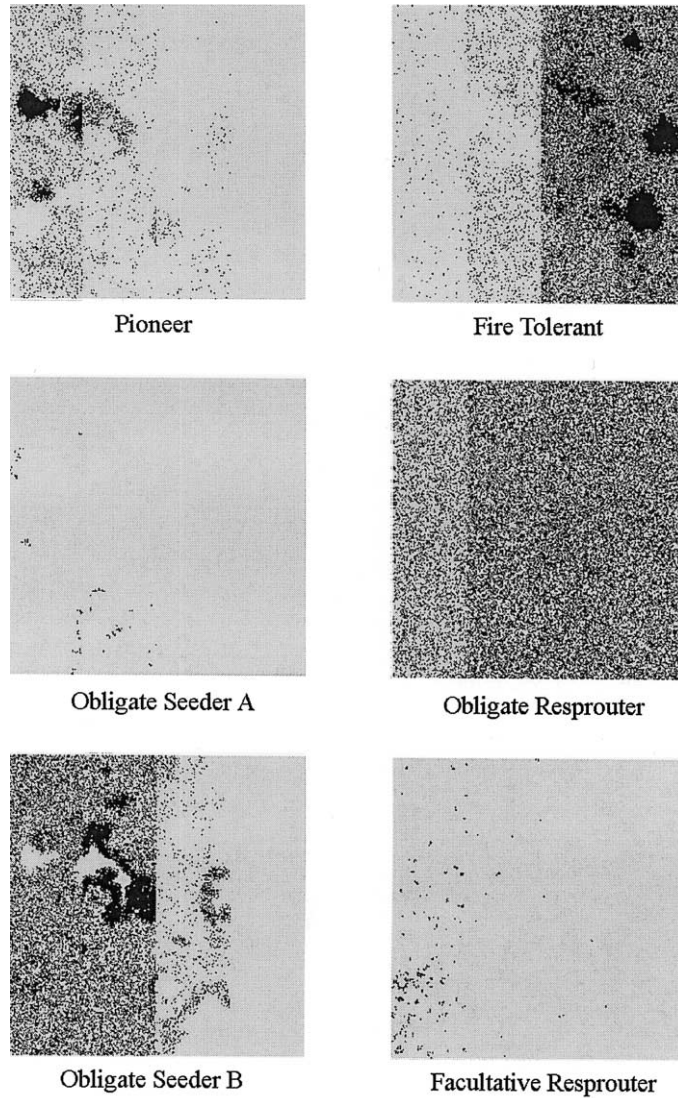 Pioneer
Fire Tolerant
Obligate Seeder A
Obligate Resprouter
Obligate Seeder B
Facultative Resprouter